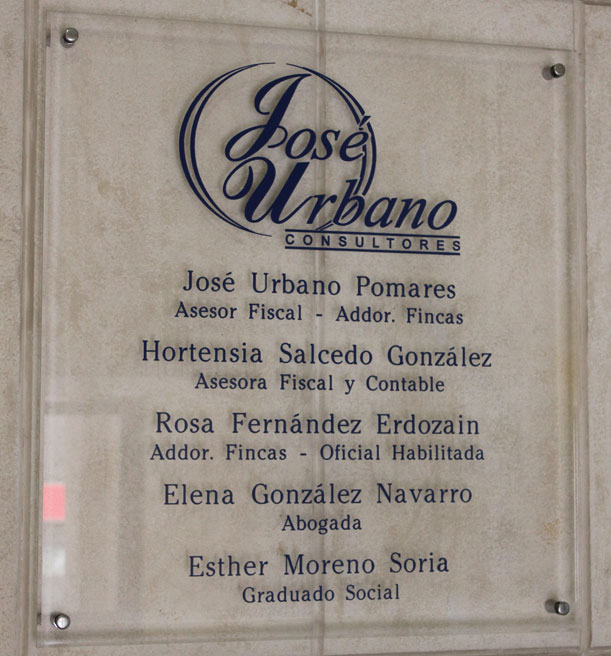 José
Urbano
CONSULTORES
José Urbano Pomares
Asesor Fiscal - Addor. Fincas
Hortensia Salcedo González
Asesora Fiscal y Contable
Rosa Fernández Erdozain
Addor. Fincas - Oficial Habilitada
Elena González Navarro
Abogada
Esther Moreno Soria
Graduado Social